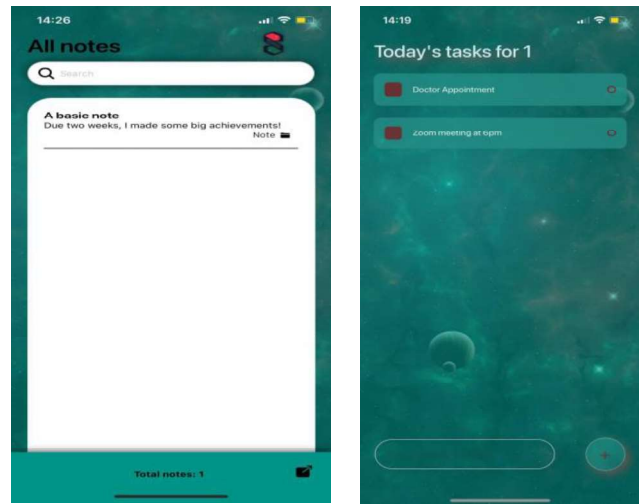 14:26
All notes
Search
A basic note
Due two weeks, I made some big achievements!
Note
Total notes: 1
14:19
Today's tasks for 1
Doctor Appointment
Zoom meeting at 6pm